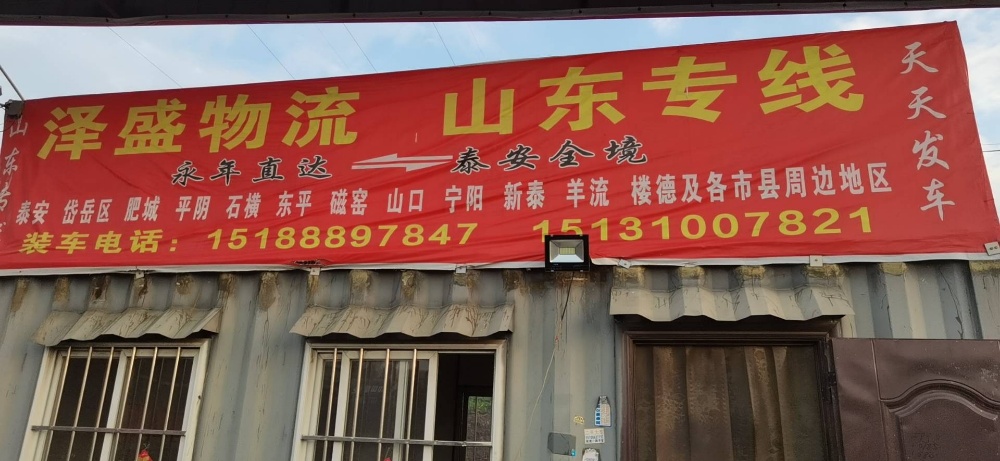 泽盛物流 山东专线
永年直达 泰安全境
泰安 岱岳区 肥城 平阴 石横 东平 磁窑 山口 宁阳 新泰 羊流 楼德及各市县周边地区
装车电话：15188897847 15131007821
山东专
天天发车